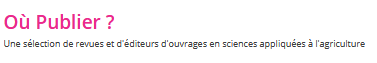 Où Publier ?
Une sélection de revues et d'éditeurs d'ouvrages en sciences appliquées à l'agriculture